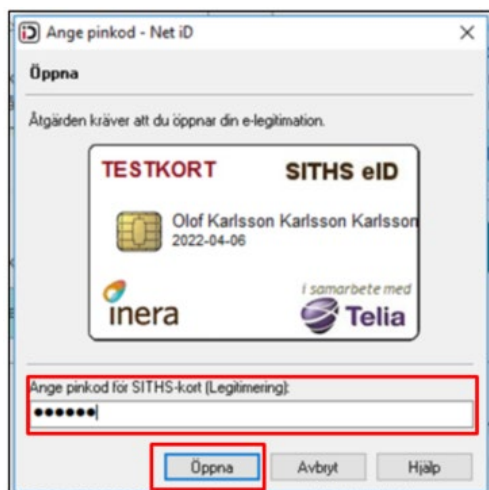 Ange pinkod - Net iD
Öppna
Åtgärden kräver att du öppnar din e-legitimation.
TESTKORT
SITHS eID
Olof Karlsson Karlsson Karlsson
2022-04-06
inera
i samarbete med
Telia
Ange pinkod för SITHS-kort (Legitimering):
●●●●●●
Öppna
Avbryt
Hjälp